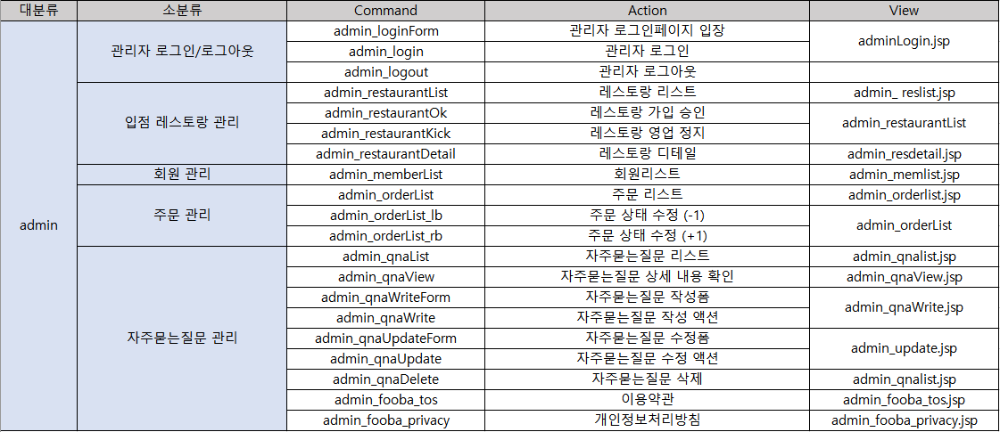 대분류 소분류 Command Action View
admin
관리자 로그인/로그아웃
admin_loginForm 관리자 로그인페이지 입장 adminLogin.jsp
admin_login 관리자 로그인
admin_logout 관리자 로그아웃
입점 레스토랑 관리
admin_restaurantList 레스토랑 리스트 admin_ reslist.jsp
admin_restaurantOk 레스토랑 가입 승인 admin_restaurantList
admin_restaurantKick 레스토랑 영업 정지
admin_restaurantDetail 레스토랑 디테일 admin_resdetail.jsp
회원 관리 admin_memberList 회원리스트 admin_memlist.jsp
주문 관리
admin_orderList 주문 리스트 admin_orderlist.jsp
admin_orderList_lb 주문 상태 수정 (-1) admin_orderList
admin_orderList_rb 주문 상태 수정 (+1)
자주묻는질문 관리
admin_qnaList 자주묻는질문 리스트 admin_qnalist.jsp
admin_qnaView 자주묻는질문 상세 내용 확인 admin_qnaView.jsp
admin_qnaWriteForm 자주묻는질문 작성폼 admin_qnaWrite.jsp
admin_qnaWrite 자주묻는질문 작성 액션
admin_qnaUpdateForm 자주묻는질문 수정폼 admin_update.jsp
admin_qnaUpdate 자주묻는질문 수정 액션
admin_qnaDelete 자주묻는질문 삭제 admin_qnalist.jsp
admin_fooba_tos 이용약관 admin_fooba_tos.jsp
admin_fooba_privacy 개인정보처리방침 admin_fooba_privacy.jsp